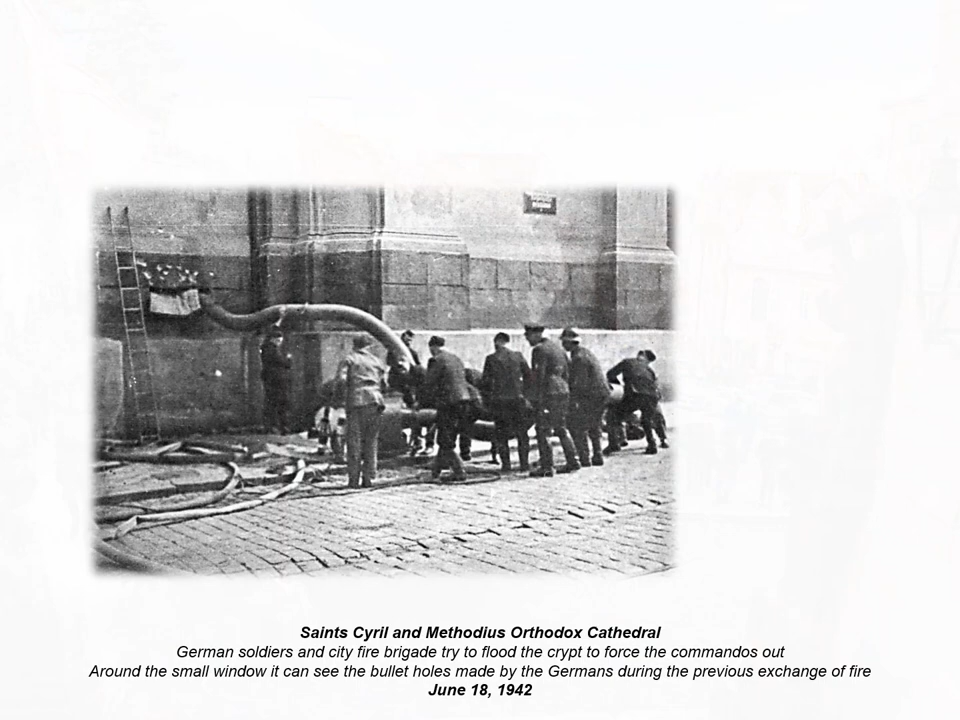 Saints Cyril and Methodius Orthodox Cathedral
German soldiers and city fire brigade try to flood the crypt to force the commandos out
Around the small window it can see the bullet holes made by the Germans during the previous exchange of fire
June 18, 1942